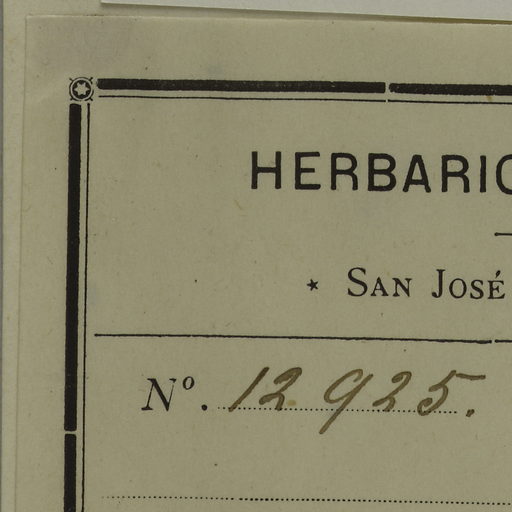 HERBARIO
* SAN JOSÉ
Nº. 12925.